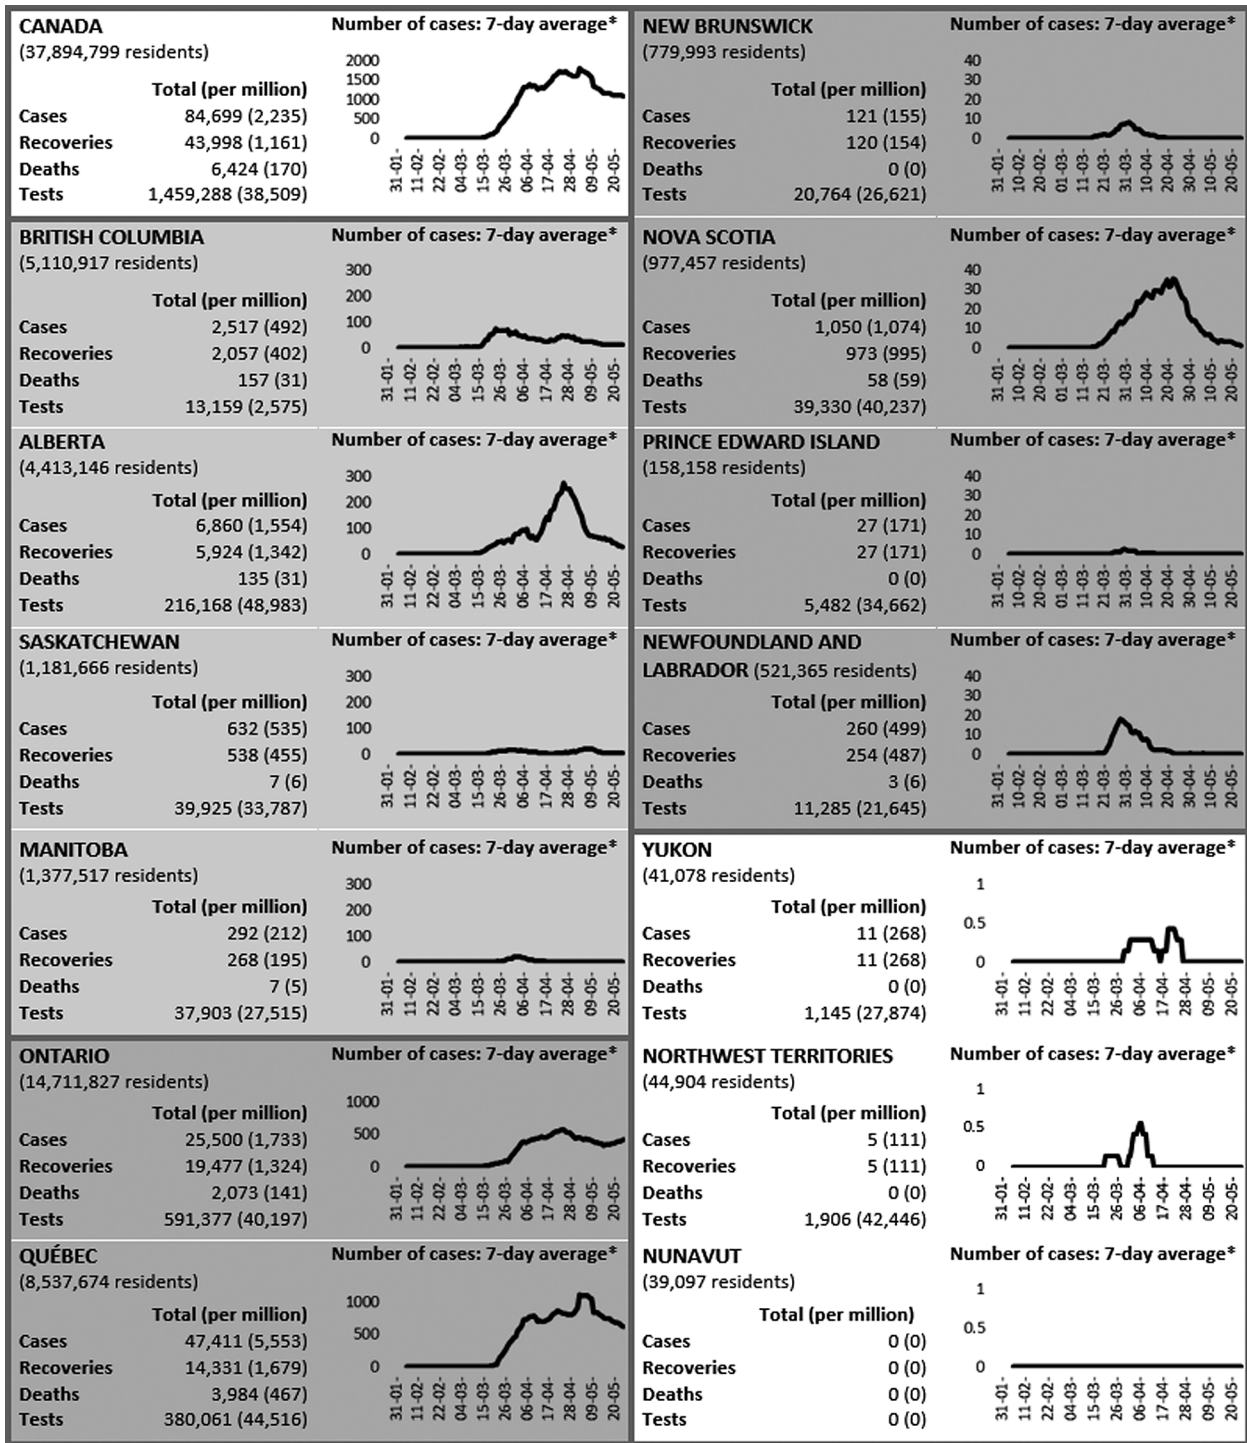 CANADA
(37,894,799 residents)
Total (per million)
Cases 84,699 (2,235)
Recoveries 43,998 (1,161)
Deaths 6,424 (170)
Tests 1,459,288 (38,509)
Number of cases: 7-day average*
2000
1500
1000
500
0
31-01-
11-02-
22-02-
04-03-
15-03-
26-03-
06-04-
17-04-
28-04-
09-05-
20-05-
BRITISH COLUMBIA
(5,110,917 residents)
Total (per million)
Cases 2,517 (492)
Recoveries 2,057 (402)
Deaths 157 (31)
Tests 13,159 (2,575)
Number of cases: 7-day average*
300
200
100
0
31-01-
11-02-
22-02-
04-03-
15-03-
26-03-
06-04-
17-04-
28-04-
09-05-
20-05-
ALBERTA
(4,413,146 residents)
Total (per million)
Cases 6,860 (1,554)
Recoveries 5,924 (1,342)
Deaths 135 (31)
Tests 216,168 (48,983)
Number of cases: 7-day average*
300
200
100
0
31-01-
11-02-
22-02-
04-03-
15-03-
26-03-
06-04-
17-04-
28-04-
09-05-
20-05-
SASKATCHEWAN
(1,181,666 residents)
Total (per million)
Cases 632 (535)
Recoveries 538 (455)
Deaths 7 (6)
Tests 39,925 (33,787)
Number of cases: 7-day average*
300
200
100
0
31-01-
11-02-
22-02-
04-03-
15-03-
26-03-
06-04-
17-04-
28-04-
09-05-
20-05-
MANITOBA
(1,377,517 residents)
Total (per million)
Cases 292 (212)
Recoveries 268 (195)
Deaths 7 (5)
Tests 37,903 (27,515)
Number of cases: 7-day average*
300
200
100
0
31-01-
11-02-
22-02-
04-03-
15-03-
26-03-
06-04-
17-04-
28-04-
09-05-
20-05-
ONTARIO
(14,711,827 residents)
Total (per million)
Cases 25,500 (1,733)
Recoveries 19,477 (1,324)
Deaths 2,073 (141)
Tests 591,377 (40,197)
Number of cases: 7-day average*
1000
500
0
31-01-
11-02-
22-02-
04-03-
15-03-
26-03-
06-04-
17-04-
28-04-
09-05-
20-05-
QUÉBEC
(8,537,674 residents)
Total (per million)
Cases 47,411 (5,553)
Recoveries 14,331 (1,679)
Deaths 3,984 (467)
Tests 380,061 (44,516)
Number of cases: 7-day average*
1000
500
0
31-01-
11-02-
22-02-
04-03-
15-03-
26-03-
06-04-
17-04-
28-04-
09-05-
20-05-
NEW BRUNSWICK
(779,993 residents)
Total (per million)
Cases 121 (155)
Recoveries 120 (154)
Deaths 0 (0)
Tests 20,764 (26,621)
Number of cases: 7-day average*
40
30
20
10
0
31-01-
10-02-
20-02-
01-03-
11-03-
21-03-
31-03-
10-04-
20-04-
30-04-
10-05-
20-05-
NOVA SCOTIA
(977,457 residents)
Total (per million)
Cases 1,050 (1,074)
Recoveries 973 (995)
Deaths 58 (59)
Tests 39,330 (40,237)
Number of cases: 7-day average*
40
30
20
10
0
31-01-
10-02-
20-02-
01-03-
11-03-
21-03-
31-03-
10-04-
20-04-
30-04-
10-05-
20-05-
PRINCE EDWARD ISLAND
(158,158 residents)
Total (per million)
Cases 27 (171)
Recoveries 27 (171)
Deaths 0 (0)
Tests 5,482 (34,662)
Number of cases: 7-day average*
40
30
20
10
0
31-01-
10-02-
20-02-
01-03-
11-03-
21-03-
31-03-
10-04-
20-04-
30-04-
10-05-
20-05-
NEWFOUNDLAND AND
LABRADOR (521,365 residents)
Total (per million)
Cases 260 (499)
Recoveries 254 (487)
Deaths 3 (6)
Tests 11,285 (21,645)
Number of cases: 7-day average*
40
30
20
10
0
31-01-
10-02-
20-02-
01-03-
11-03-
21-03-
31-03-
10-04-
20-04-
30-04-
10-05-
20-05-
YUKON
(41,078 residents)
Total (per million)
Cases 11 (268)
Recoveries 11 (268)
Deaths 0 (0)
Tests 1,145 (27,874)
Number of cases: 7-day average*
1
0.5
0
31-01-
11-02-
22-02-
04-03-
15-03-
26-03-
06-04-
17-04-
28-04-
09-05-
20-05-
NORTHWEST TERRITORIES
(44,904 residents)
Total (per million)
Cases 5 (111)
Recoveries 5 (111)
Deaths 0 (0)
Tests 1,906 (42,446)
Number of cases: 7-day average*
1
0.5
0
31-01-
11-02-
22-02-
04-03-
15-03-
26-03-
06-04-
17-04-
28-04-
09-05-
20-05-
NUNAVUT
(39,097 residents)
Total (per million)
Cases 0 (0)
Recoveries 0 (0)
Deaths 0 (0)
Tests 0 (0)
Number of cases: 7-day average*
1
0.5
0
31-01-
11-02-
22-02-
04-03-
15-03-
26-03-
06-04-
17-04-
28-04-
09-05-
20-05-